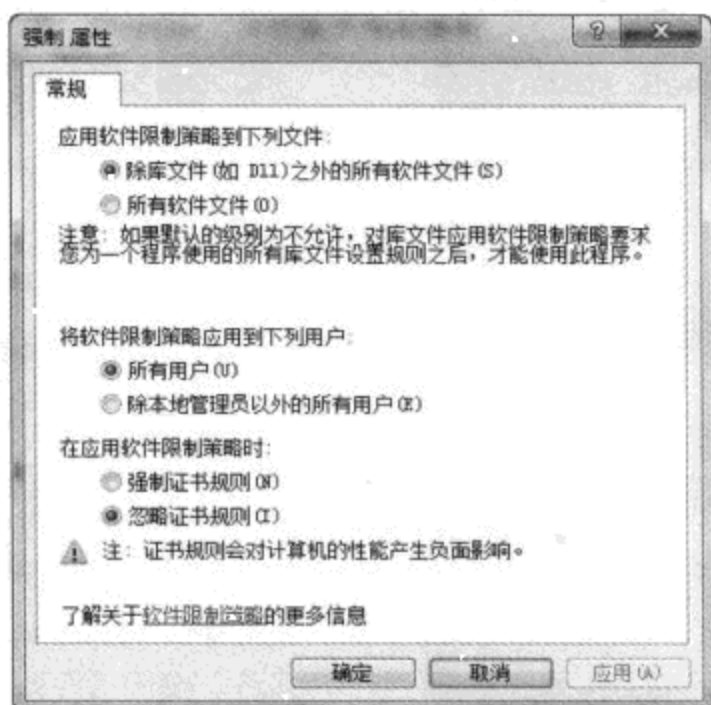 强制 属性
常规
应用软件限制策略到下列文件:
除库文件(如 Dll)之外的所有软件文件(S)
所有软件文件(O)
注意: 如果默认的级别为不允许, 对库文件应用软件限制策略要求
您为一个程序使用的所有库文件设置规则之后, 才能使用此程序。
将软件限制策略应用到下列用户:
所有用户(U)
除本地管理员以外的所有用户(E)
在应用软件限制策略时:
强制证书规则(N)
忽略证书规则(I)
注: 证书规则会对计算机的性能产生负面影响。
了解关于软件限制策略的更多信息
确定
取消
应用(A)